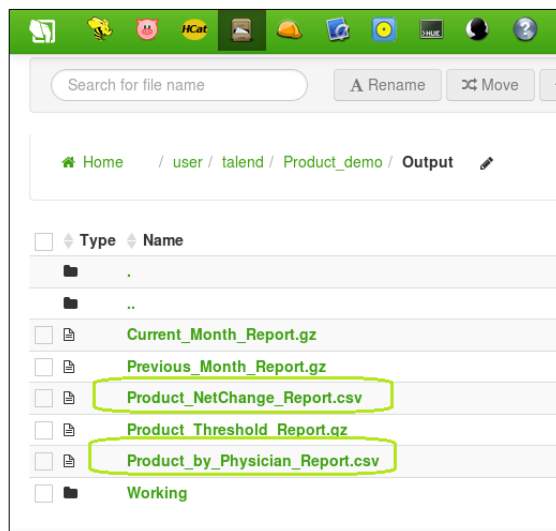 HCat >HUE ?
Search for file name A Rename Move
Home / user / talend / Product_demo / Output
Type Name
.
..
Current_Month_Report.gz
Previous_Month_Report.gz
Product_NetChange_Report.csv
Product_Threshold_Report.gz
Product_by_Physician_Report.csv
Working